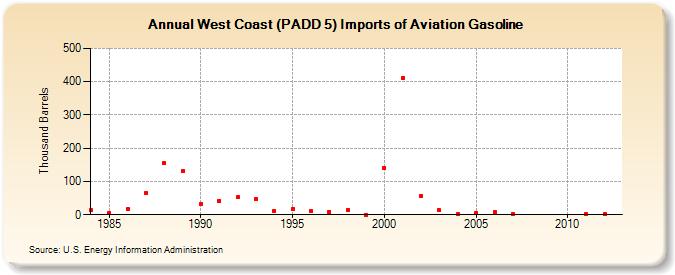 Annual West Coast (PADD 5) Imports of Aviation Gasoline
Thousand Barrels
500
400
300
200
100
0
1985 1990 1995 2000 2005 2010
Source: U.S. Energy Information Administration